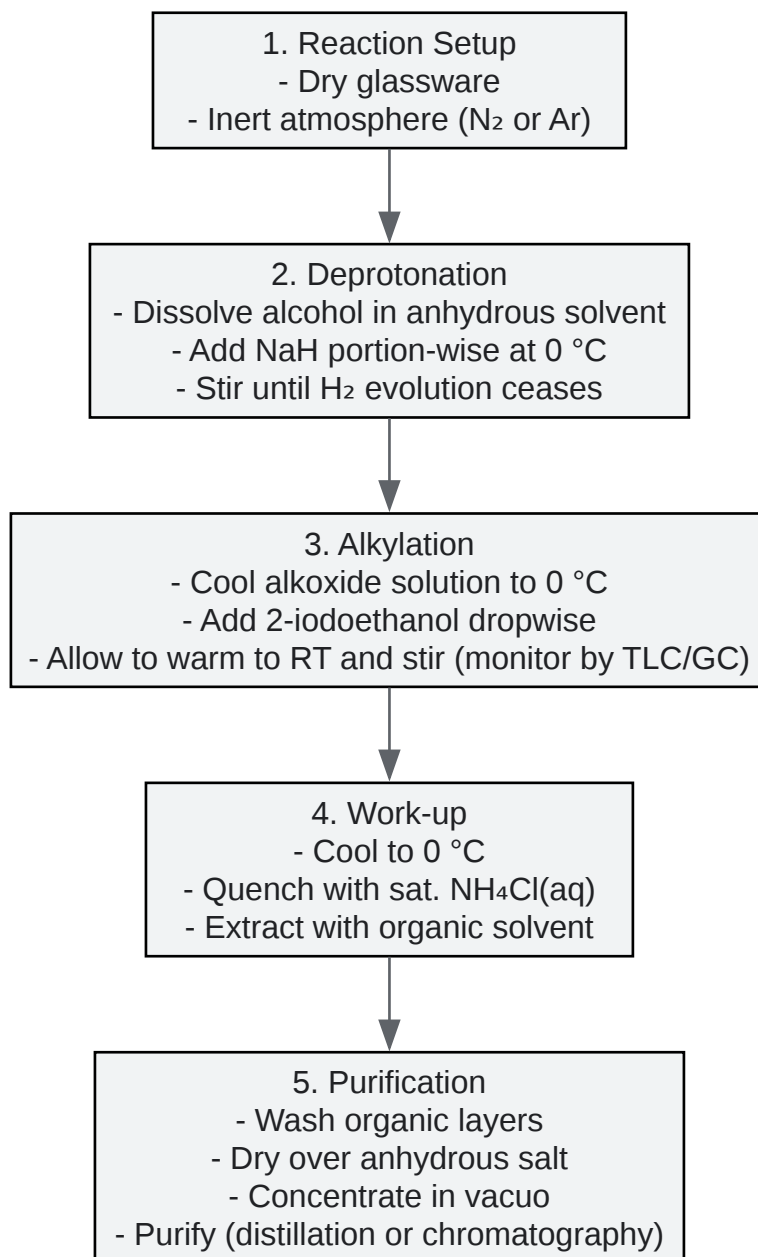 1. Reaction Setup
- Dry glassware
- Inert atmosphere (N₂ or Ar)
2. Deprotonation
- Dissolve alcohol in anhydrous solvent
- Add NaH portion-wise at 0 °C
- Stir until H₂ evolution ceases
3. Alkylation
- Cool alkoxide solution to 0 °C
- Add 2-iodoethanol dropwise
- Allow to warm to RT and stir (monitor by TLC/GC)
4. Work-up
- Cool to 0 °C
- Quench with sat. NH₄Cl(aq)
- Extract with organic solvent
5. Purification
- Wash organic layers
- Dry over anhydrous salt
- Concentrate in vacuo
- Purify (distillation or chromatography)